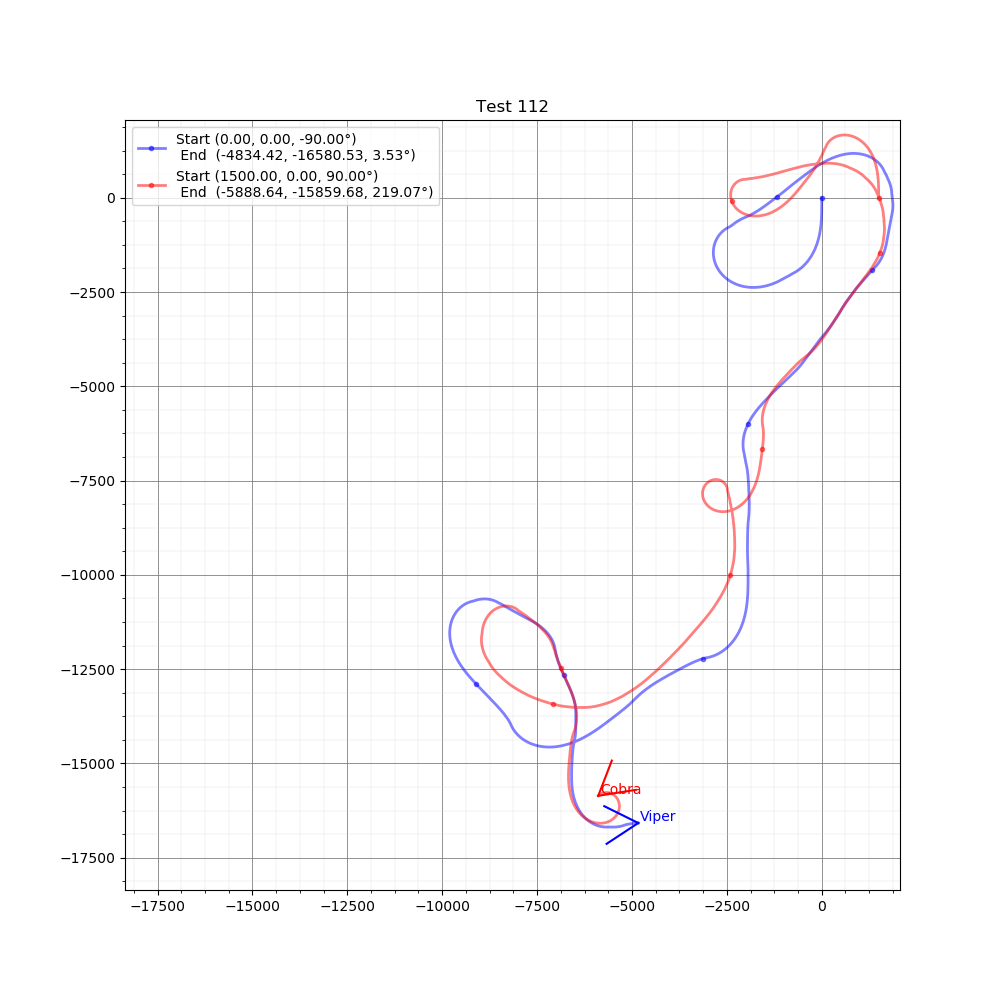 Test 112
Start (0.00, 0.00, -90.00°)
End (-4834.42, -16580.53, 3.53°)
Start (1500.00, 0.00, 90.00°)
End (-5888.64, -15859.68, 219.07°)
0
−2500
−5000
−7500
−10000
−12500
−15000
−17500
Cobra
Viper
−17500 −15000 −12500 −10000 −7500 −5000 −2500 0